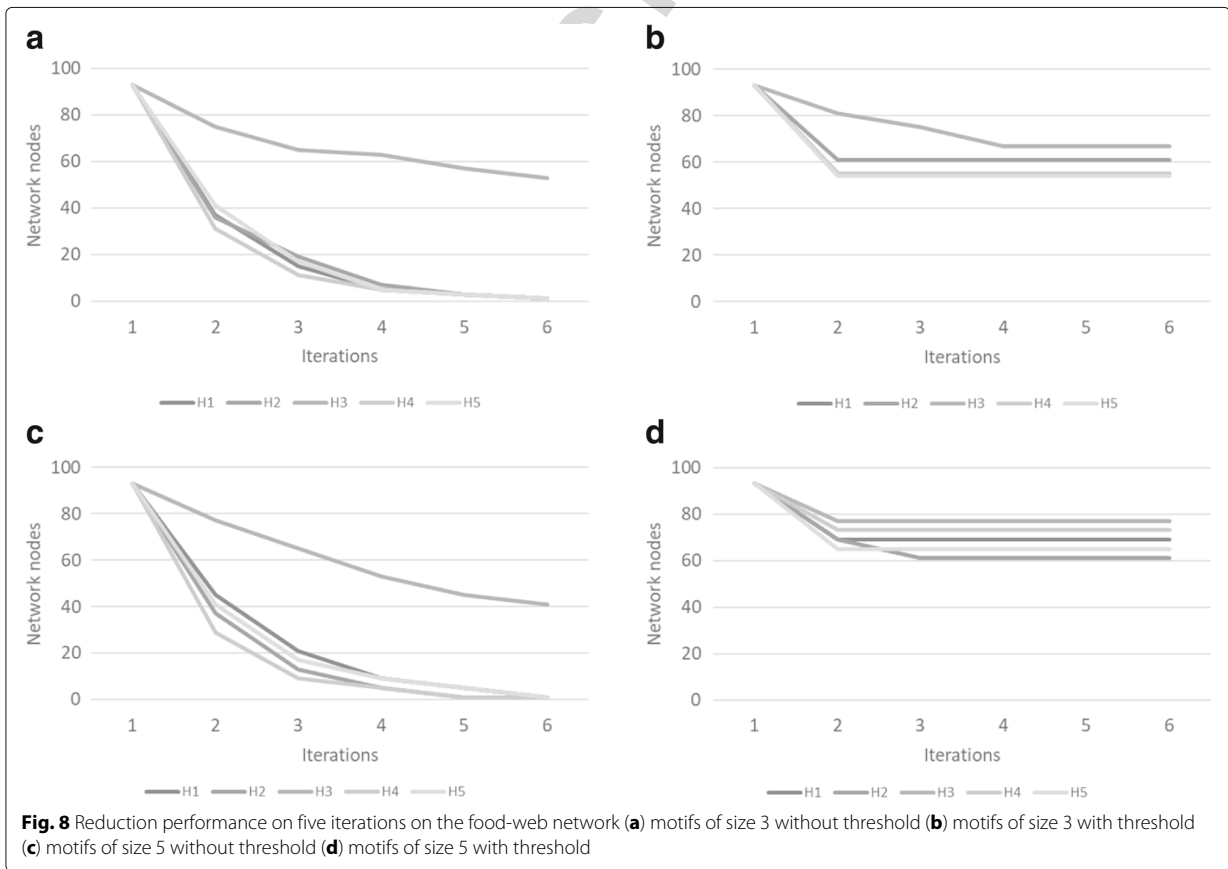 a
100
80
60
40
20
0
Network nodes
1 2 3 4 5 6
Iterations
H1 H2 H3 H4 H5
b
100
80
60
40
20
0
Network nodes
1 2 3 4 5 6
Iterations
H1 H2 H3 H4 H5
c
100
80
60
40
20
0
Network nodes
1 2 3 4 5 6
Iterations
H1 H2 H3 H4 H5
d
100
80
60
40
20
0
Network nodes
1 2 3 4 5 6
Iterations
H1 H2 H3 H4 H5
Fig. 8 Reduction performance on five iterations on the food-web network (a) motifs of size 3 without threshold (b) motifs of size 3 with threshold
(c) motifs of size 5 without threshold (d) motifs of size 5 with threshold